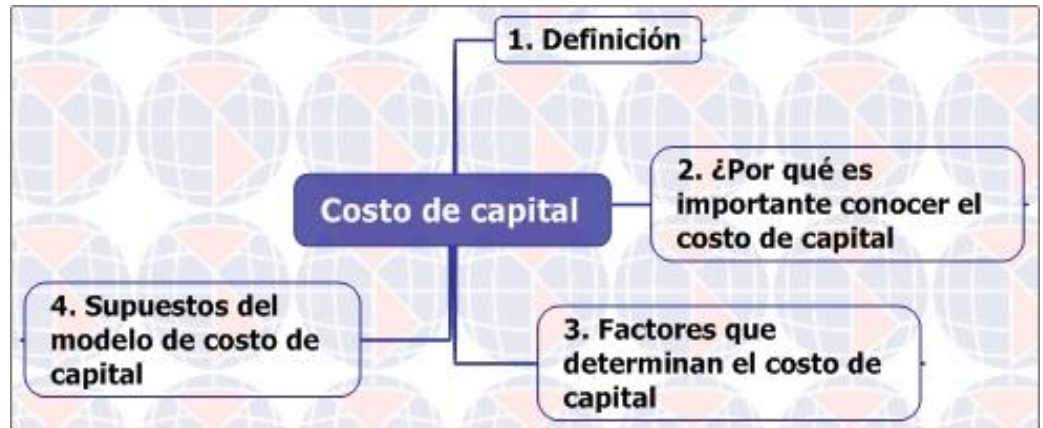 1. Definición
Costo de capital
2. ¿Por qué es
importante conocer el
costo de capital
3. Factores que
determinan el costo de
capital
4. Supuestos del
modelo de costo de
capital